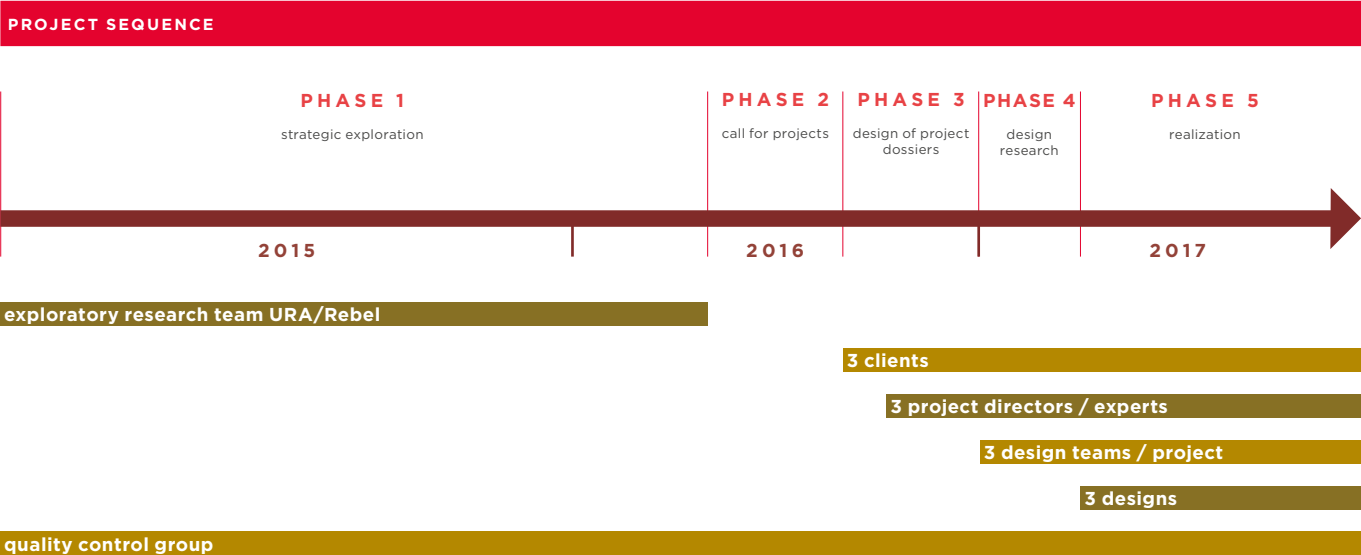 PROJECT SEQUENCE
PHASE 1
strategic exploration
PHASE 2
call for projects
PHASE 3
design of project
dossiers
PHASE 4
design
research
PHASE 5
realization
2015
2016
2017
exploratory research team URA/Rebel
3 clients
3 project directors / experts
3 design teams / project
3 designs
quality control group